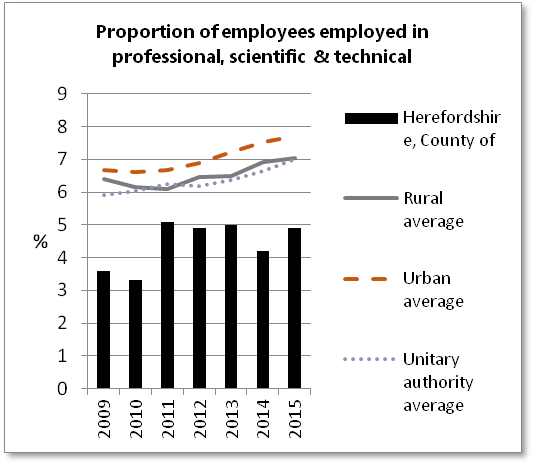 Proportion of employees employed in
professional, scientific & technical
9
8
7
6
5
4
3
2
1
0
%
2009
2010
2011
2012
2013
2014
2015
Herefordshir
e, County of
Rural
average
Urban
average
Unitary
authority
average